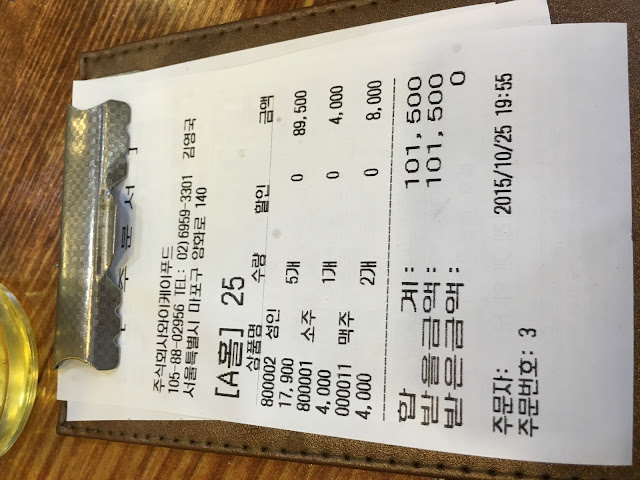 주문서
주식회사와이케이푸드
105-88-02956 TEL: 02)6959-3301 김영국
서울특별시 마포구 양화로 140
[A홀] 25
상품명 수량 할인 금액
800002 성인
17,900 5개 0 89,500
800001 소주
4,000 1개 0 4,000
000011 맥주
4,000 2개 0 8,000
합 계: 101,500
받을금액: 101,500
받은금액: 0
주문자: 2015/10/25 19:55
주문번호: 3